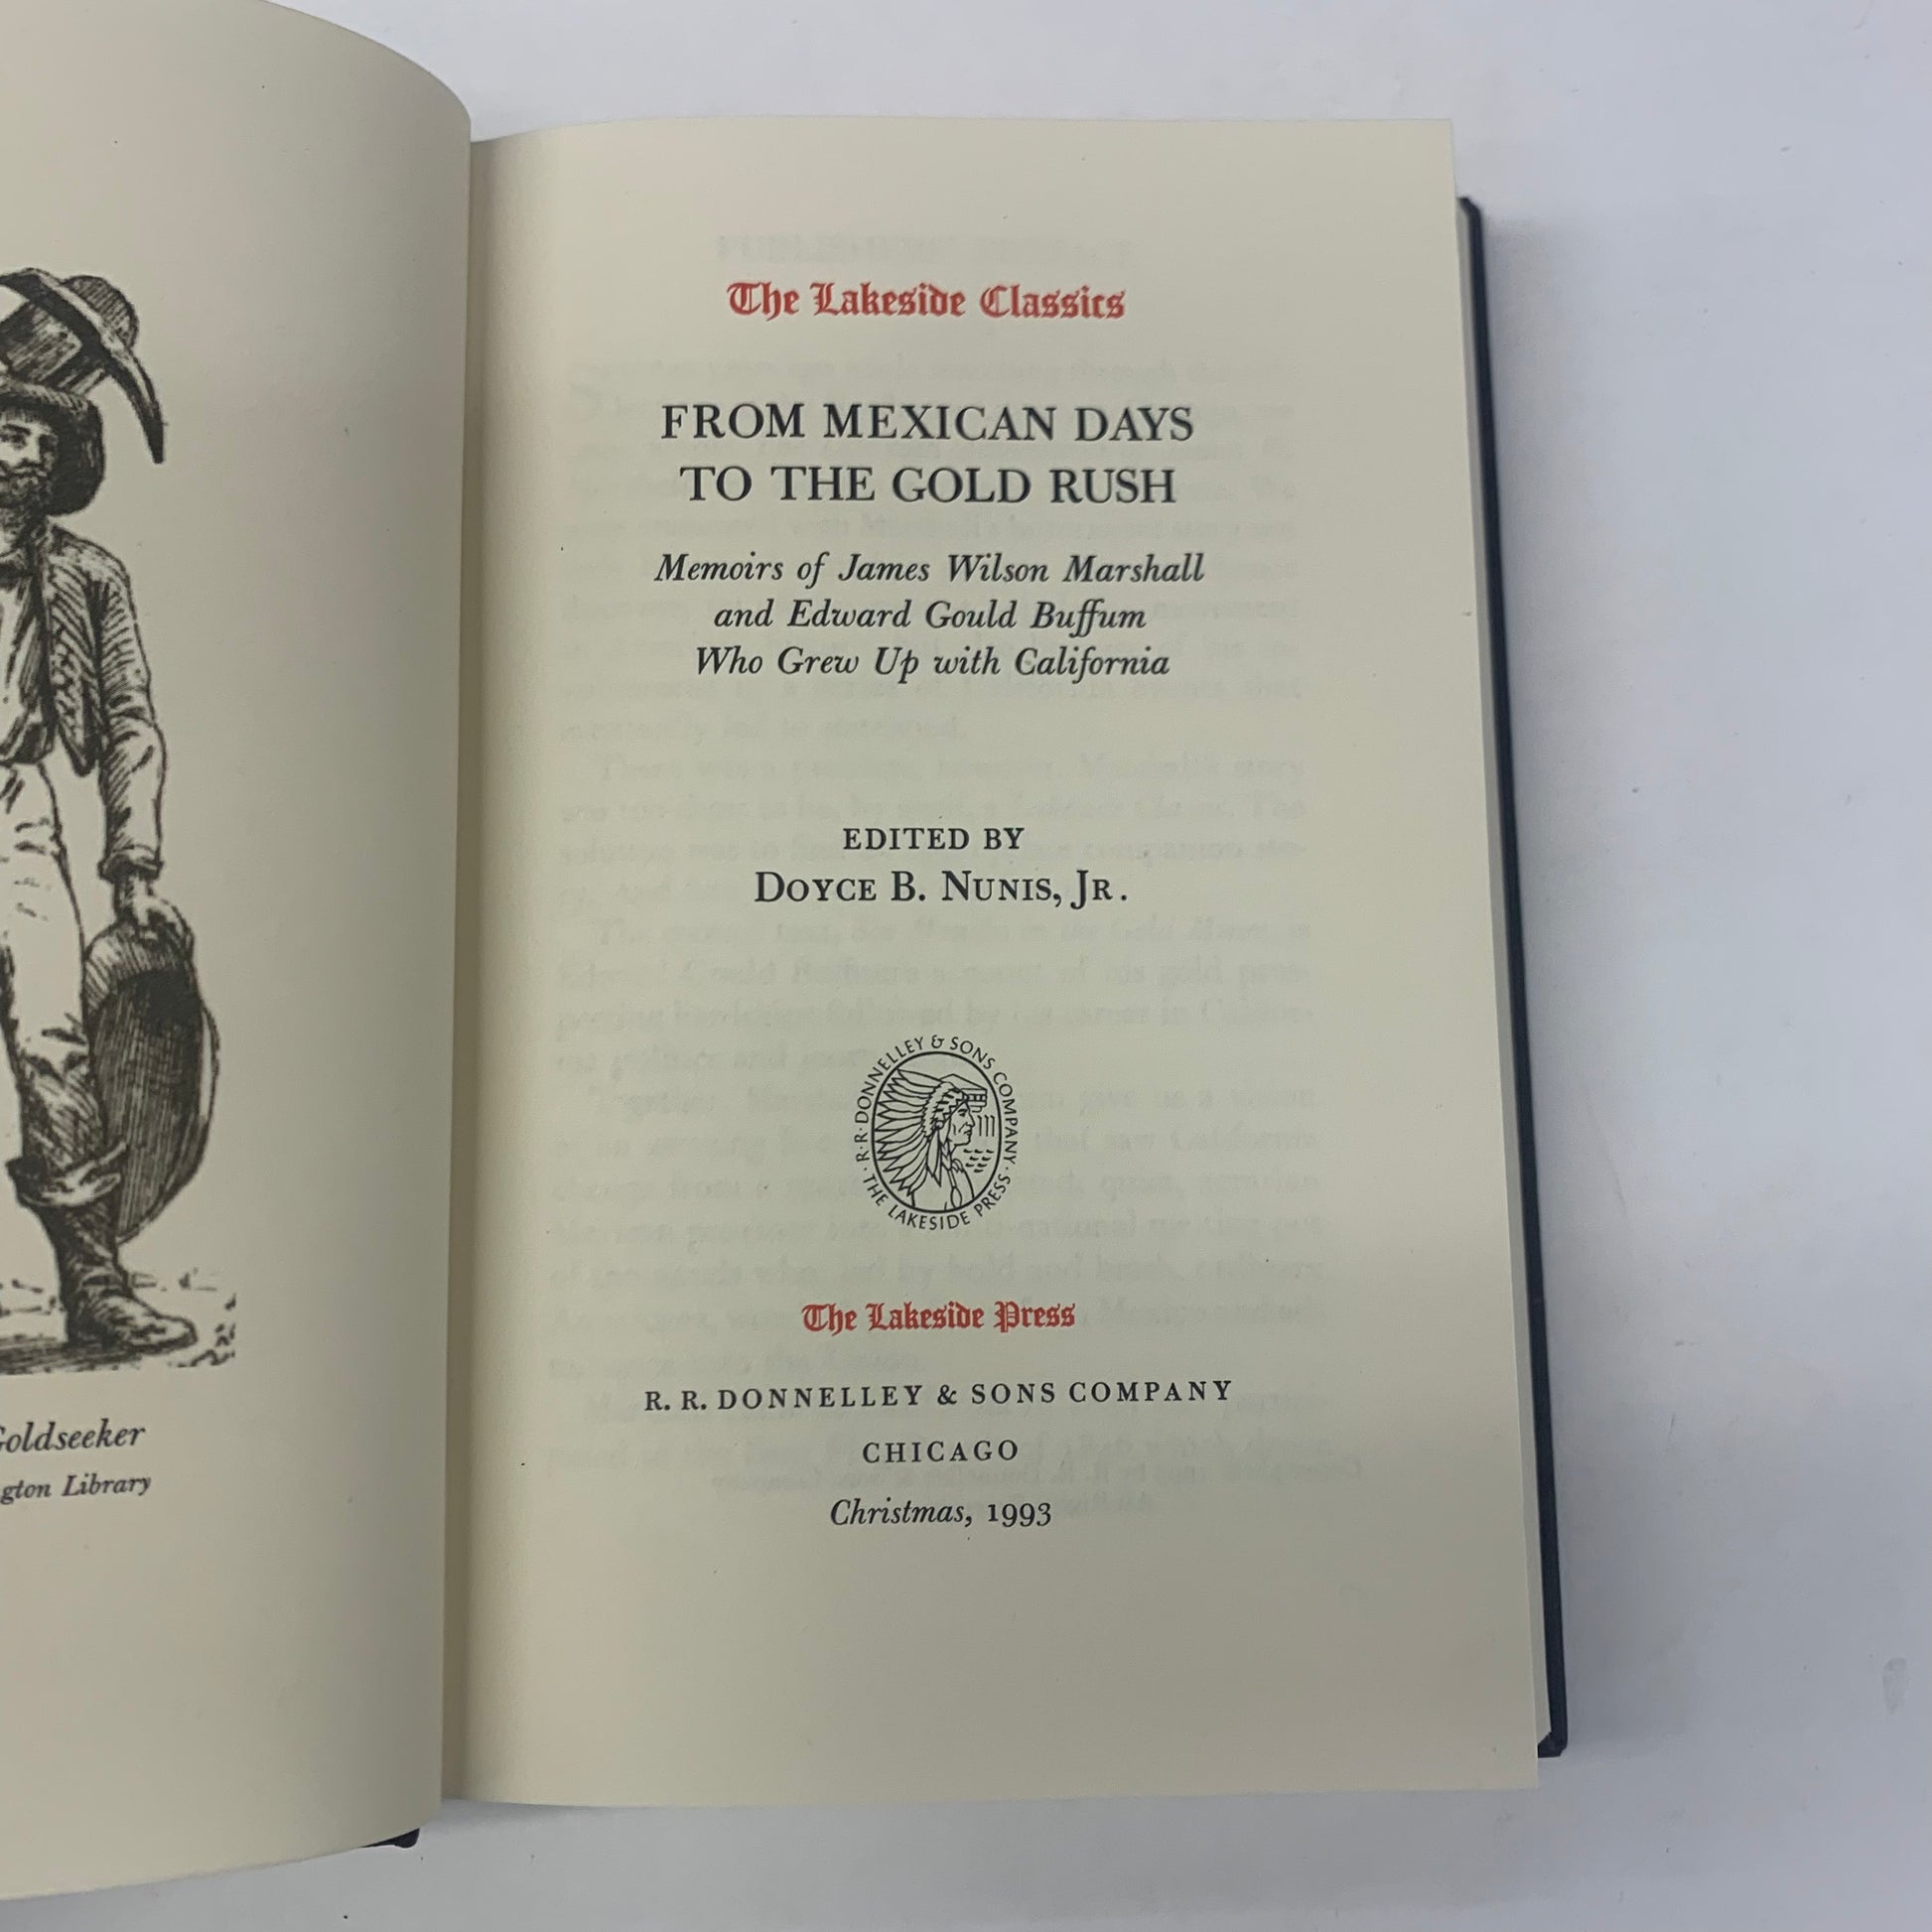 Goldseeker
gton Library
The Lakeside Classics
FROM MEXICAN DAYS
TO THE GOLD RUSH
Memoirs of James Wilson Marshall
and Edward Gould Buffum
Who Grew Up with California
EDITED BY
DOYCE B. NUNIS, JR.
R·R·DONNELLEY & SONS COMPANY·
·THE LAKESIDE PRESS·
The Lakeside Press
R. R. DONNELLEY & SONS COMPANY
CHICAGO
Christmas, 1993